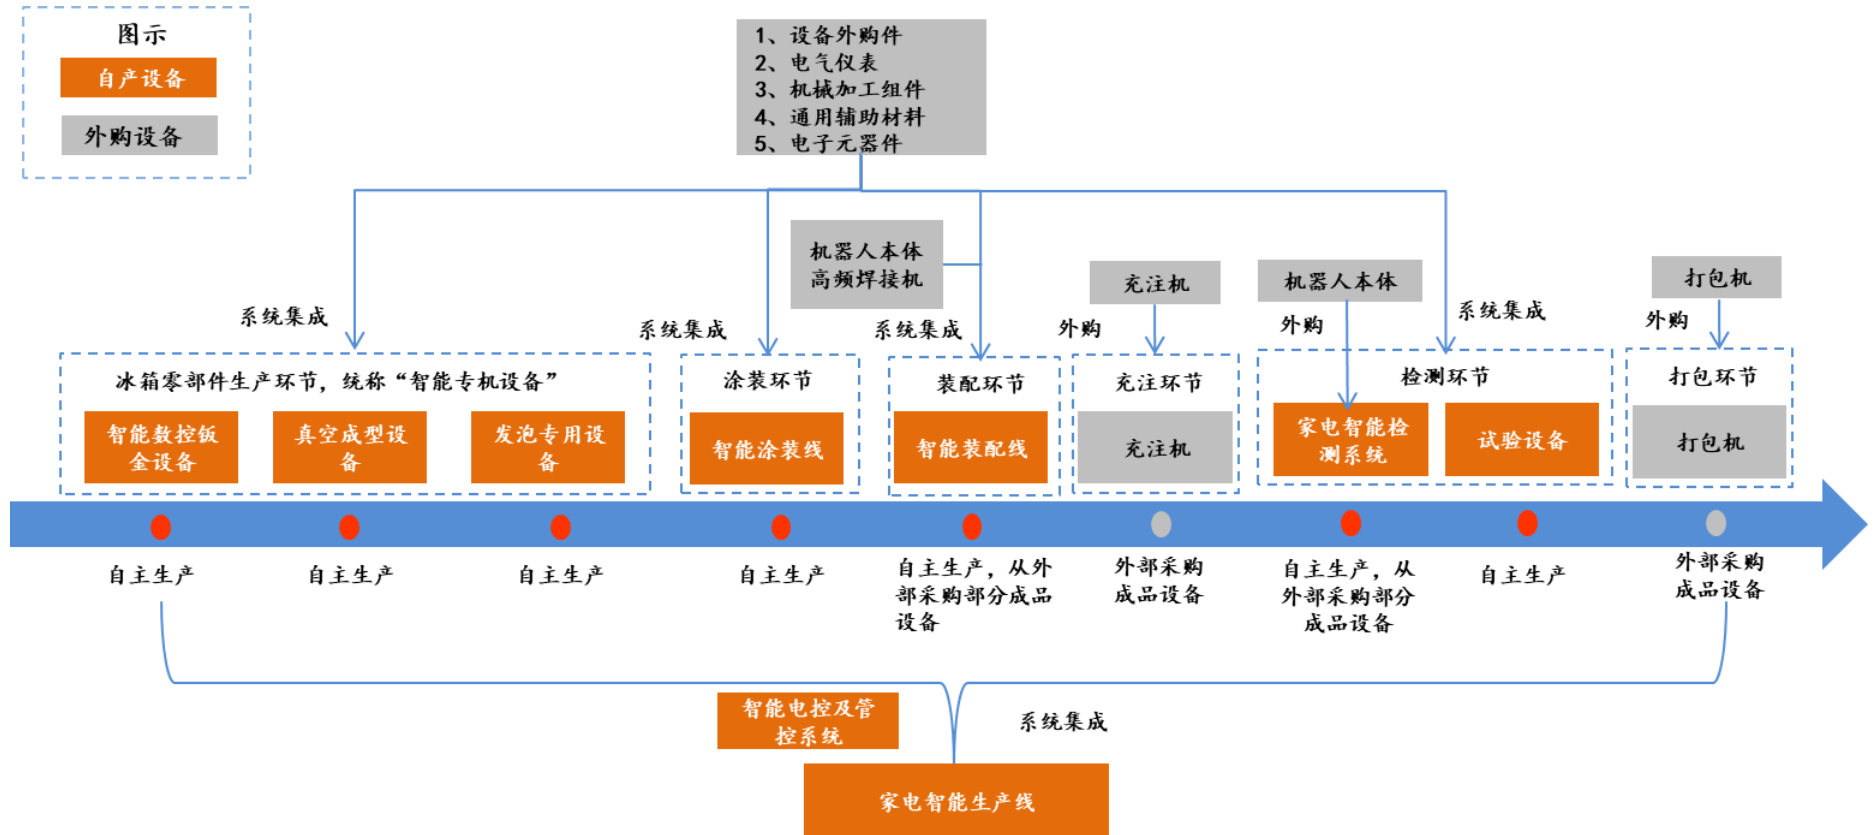 图示
自产设备
外购设备
1、设备外购件
2、电气仪表
3、机械加工组件
4、通用辅助材料
5、电子元器件
机器人本体
高频焊接机
充注机
机器人本体
打包机
系统集成
系统集成
系统集成
外购
外购
系统集成
外购
冰箱零部件生产环节，统称“智能专机设备”
智能数控钣
金设备
真空成型设
备
发泡专用设
备
涂装环节
智能涂装线
装配环节
智能装配线
充注环节
充注机
检测环节
家电智能检
测系统
试验设备
打包环节
打包机
自主生产
自主生产
自主生产
自主生产
自主生产，从外
部采购部分成品
设备
外部采购
成品设备
自主生产，从
外部采购部分
成品设备
自主生产
外部采购
成品设备
智能电控及管
控系统
系统集成
家电智能生产线